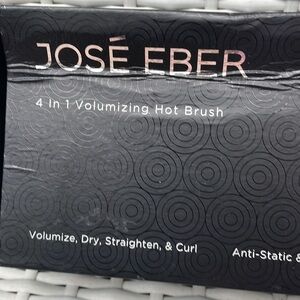 JOSÉ EBER
4 In 1 Volumizing Hot Brush
Volumize, Dry, Straighten, & Curl
Anti-Static &